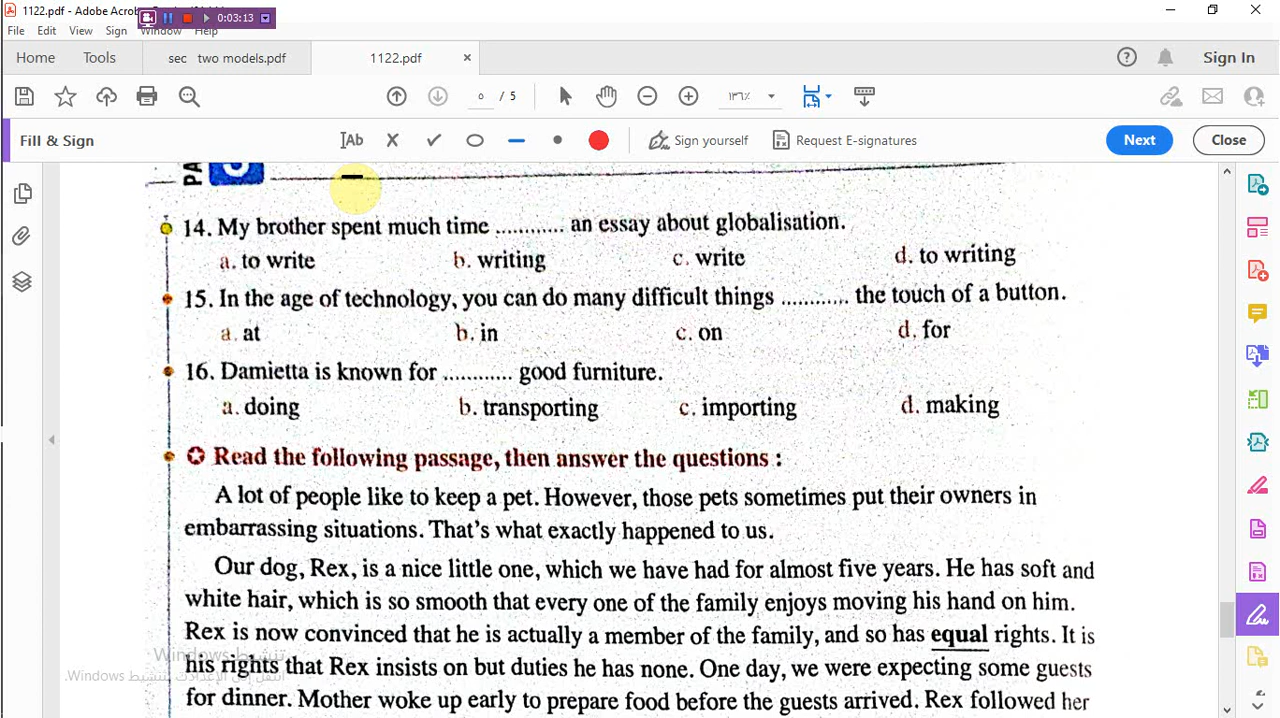 1122.pdf - Adobe Acro
0:03:13
File Edit View Sign Window Help
Home Tools sec two models.pdf 1122.pdf × Sign In
٥ / 5 ١٣٦٪
Fill & Sign Ab Sign yourself Request E-signatures Next Close
14. My brother spent much time ............ an essay about globalisation.
a. to write b. writing c. write d. to writing
15. In the age of technology, you can do many difficult things ............ the touch of a button.
a. at b. in c. on d. for
16. Damietta is known for ............ good furniture.
a. doing b. transporting c. importing d. making
Read the following passage, then answer the questions :
A lot of people like to keep a pet. However, those pets sometimes put their owners in
embarrassing situations. That's what exactly happened to us.
Our dog, Rex, is a nice little one, which we have had for almost five years. He has soft and
white hair, which is so smooth that every one of the family enjoys moving his hand on him.
Rex is now convinced that he is actually a member of the family, and so has equal rights. It is
تنشيط Windows
his rights that Rex insists on but duties he has none. One day, we were expecting some guests
انتقل إلى الإعدادات لتنشيط Windows.
for dinner. Mother woke up early to prepare food before the guests arrived. Rex followed her